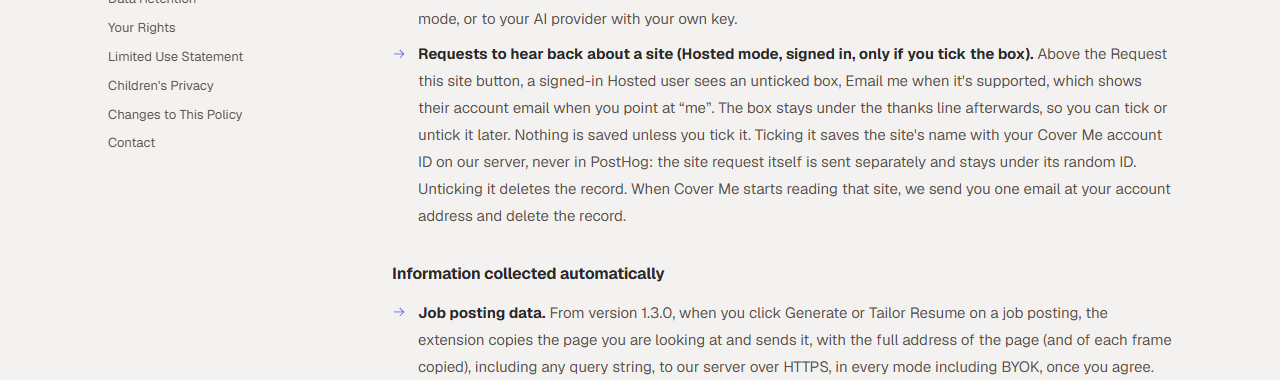 Data Retention
Your Rights
Limited Use Statement
Children's Privacy
Changes to This Policy
Contact
mode, or to your AI provider with your own key.
→ Requests to hear back about a site (Hosted mode, signed in, only if you tick the box). Above the Request
this site button, a signed-in Hosted user sees an unticked box, Email me when it's supported, which shows
their account email when you point at “me”. The box stays under the thanks line afterwards, so you can tick or
untick it later. Nothing is saved unless you tick it. Ticking it saves the site's name with your Cover Me account
ID on our server, never in PostHog: the site request itself is sent separately and stays under its random ID.
Unticking it deletes the record. When Cover Me starts reading that site, we send you one email at your account
address and delete the record.
Information collected automatically
→ Job posting data. From version 1.3.0, when you click Generate or Tailor Resume on a job posting, the
extension copies the page you are looking at and sends it, with the full address of the page (and of each frame
copied), including any query string, to our server over HTTPS, in every mode including BYOK, once you agree.